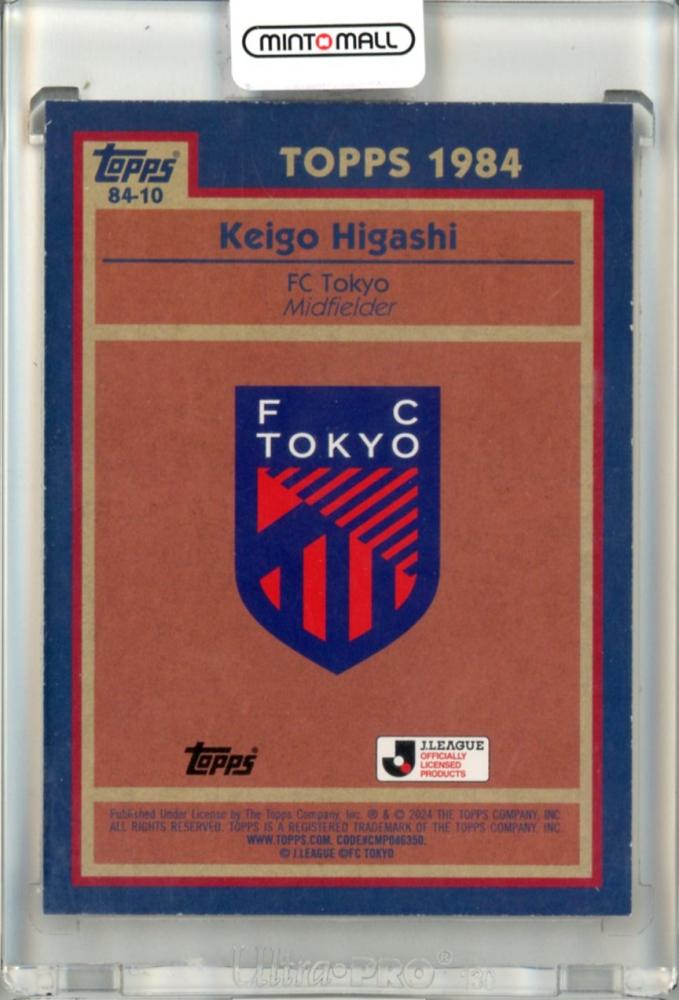 MINTOMALL
TOPPS 1984
topps®
84-10
Keigo Higashi
FC Tokyo
Midfielder
F C
TOKYO
topps
J.LEAGUE
OFFICIALLY
LICENSED
PRODUCTS
Published Under License by The Topps Company, Inc. ® & © 2024 THE TOPPS COMPANY, INC.
ALL RIGHTS RESERVED. TOPPS IS A REGISTERED TRADEMARK OF THE TOPPS COMPANY, INC.
WWW.TOPPS.COM. CODE#CMP046350.
© J.LEAGUE ©FC TOKYO
Ultra•PRO®